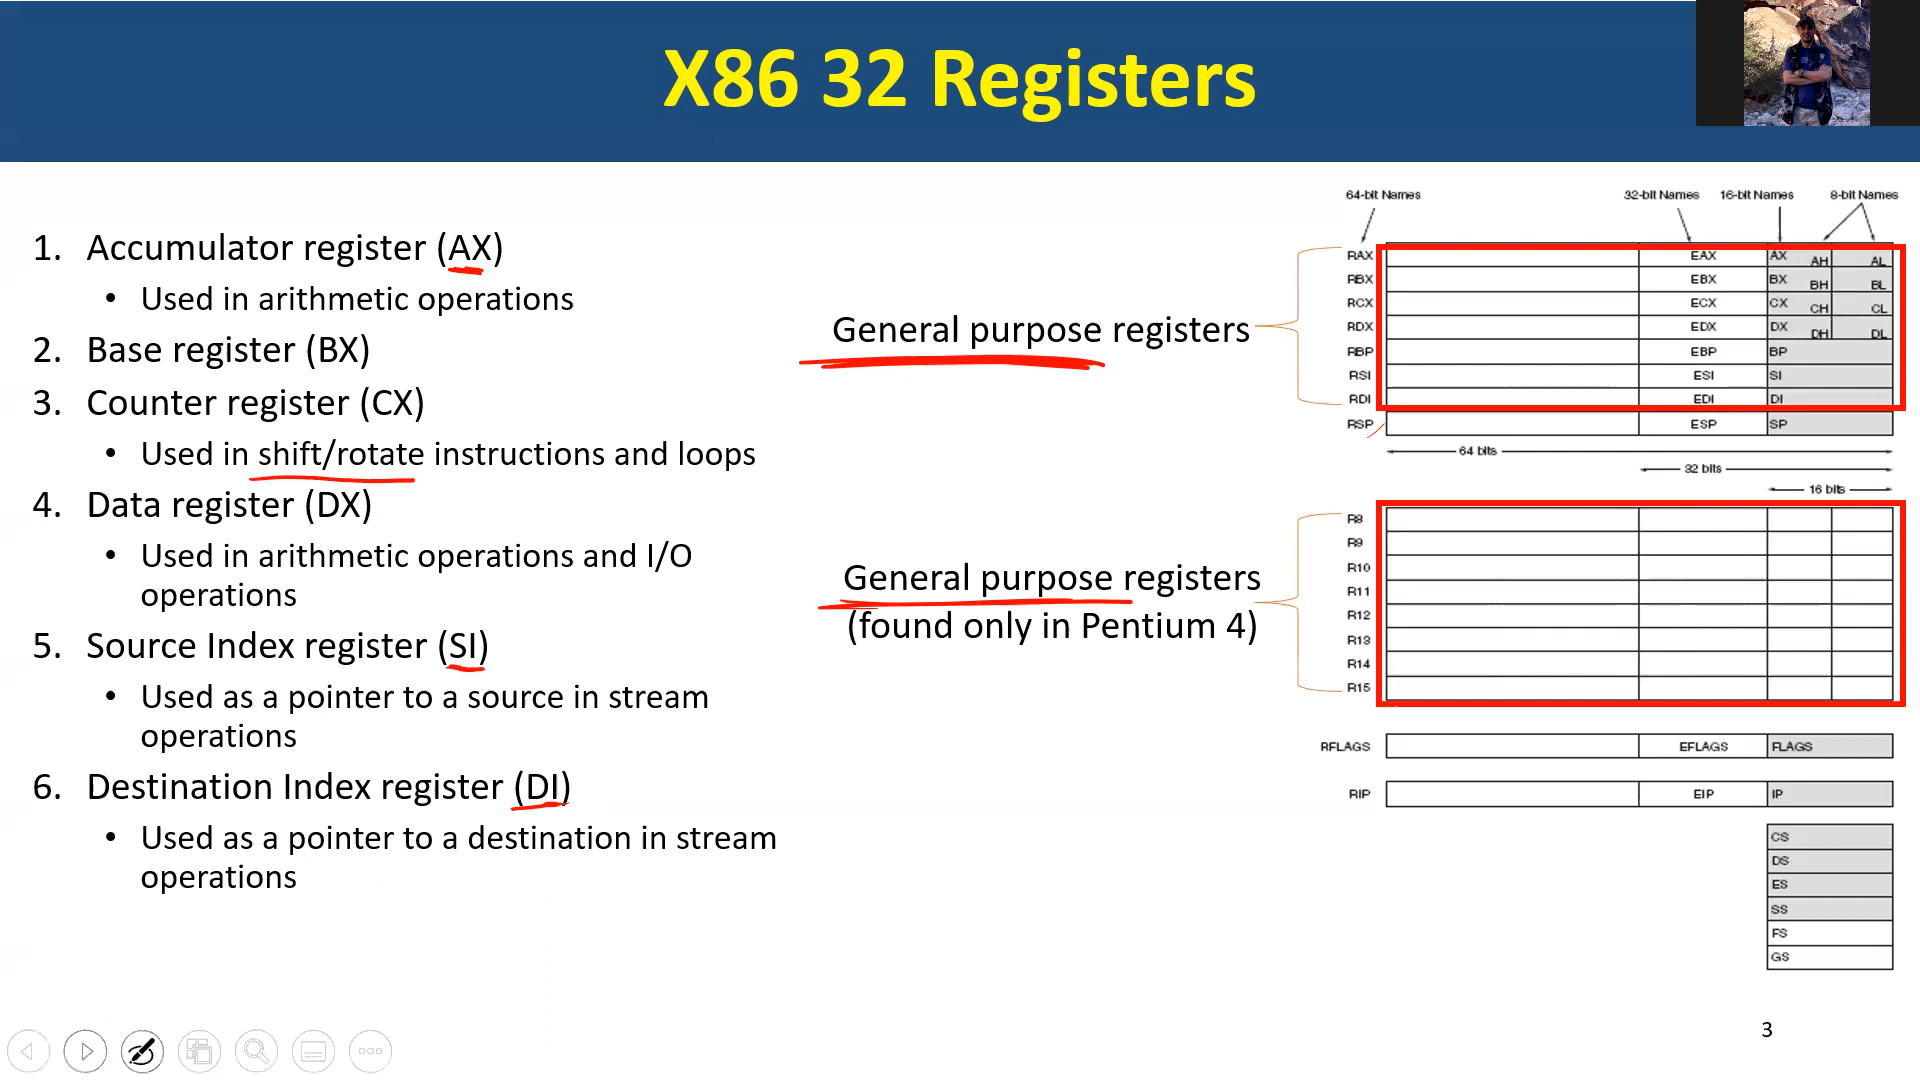 X86 32 Registers
1. Accumulator register (AX)
• Used in arithmetic operations
2. Base register (BX)
3. Counter register (CX)
• Used in shift/rotate instructions and loops
4. Data register (DX)
• Used in arithmetic operations and I/O
operations
5. Source Index register (SI)
• Used as a pointer to a source in stream
operations
6. Destination Index register (DI)
• Used as a pointer to a destination in stream
operations
General purpose registers
General purpose registers
(found only in Pentium 4)
64-bit Names 32-bit Names 16-bit Names 8-bit Names
RAX EAX AX AH AL
RBX EBX BX BH BL
RCX ECX CX CH CL
RDX EDX DX DH DL
RBP EBP BP
RSI ESI SI
RDI EDI DI
RSP ESP SP
64 bits
32 bits
16 bits
R8
R9
R10
R11
R12
R13
R14
R15
RFLAGS EFLAGS FLAGS
RIP EIP IP
CS
DS
ES
SS
FS
GS
3